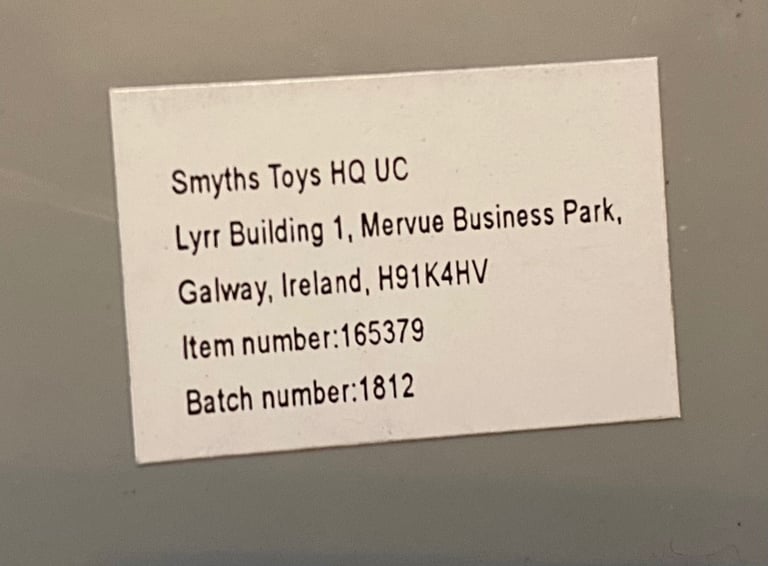 Smyths Toys HQ UC
Lyrr Building 1, Mervue Business Park,
Galway, Ireland, H91K4HV
Item number:165379
Batch number:1812